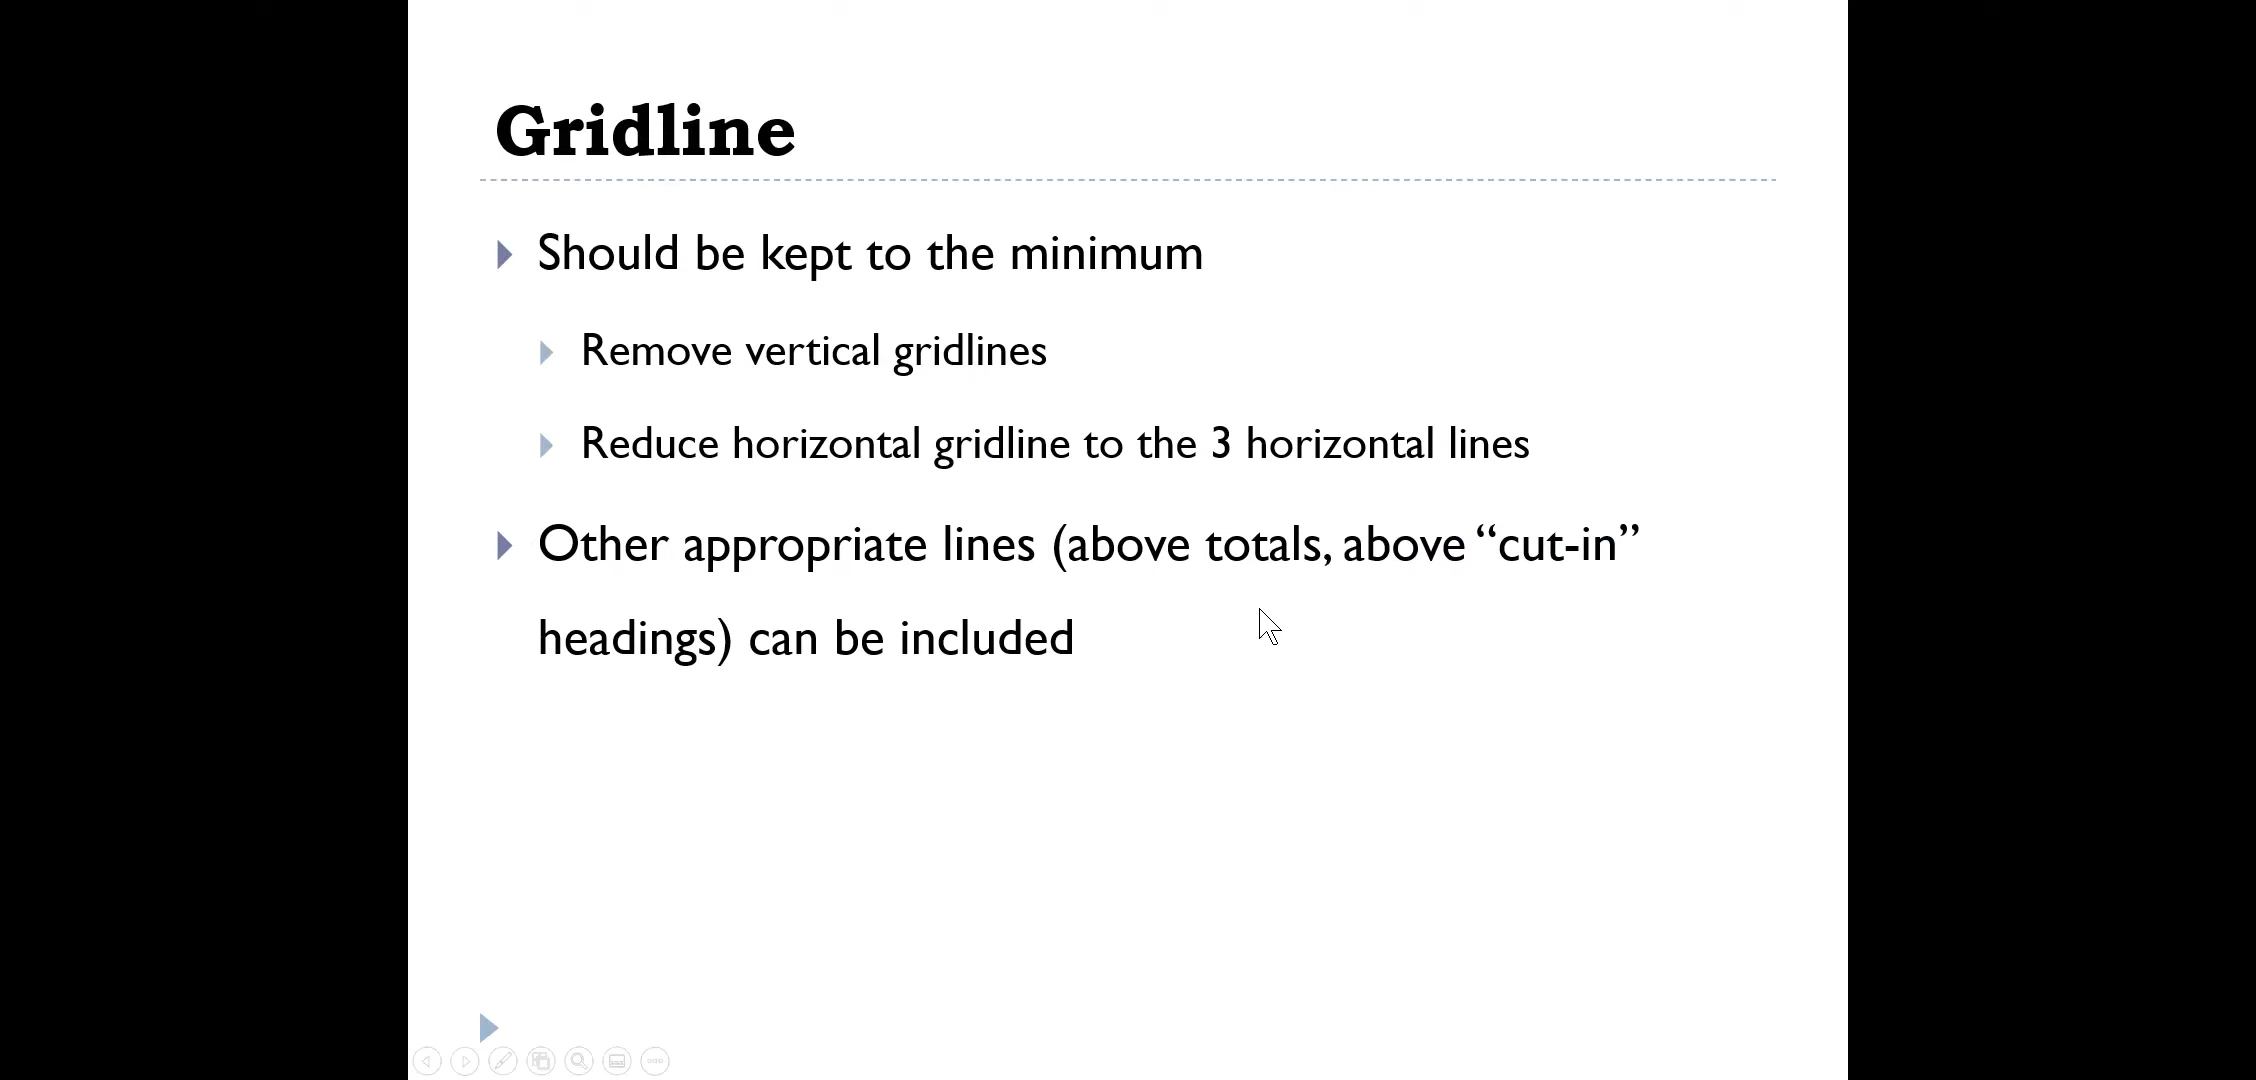 Gridline
Should be kept to the minimum
Remove vertical gridlines
Reduce horizontal gridline to the 3 horizontal lines
Other appropriate lines (above totals, above “cut-in”
headings) can be included